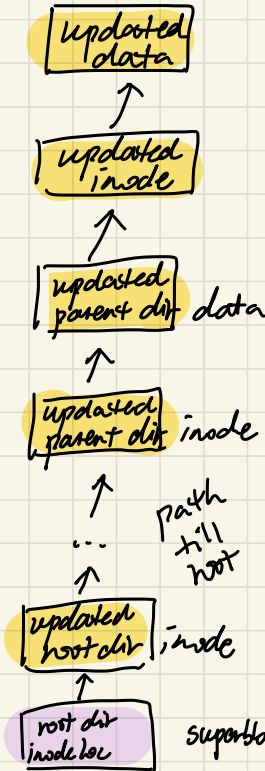 updated
data
updated
inode
updated
parent dir data
updated
parent dir inode
...
path
till
root
updated
root dir inode
root dir
inode loc superblo